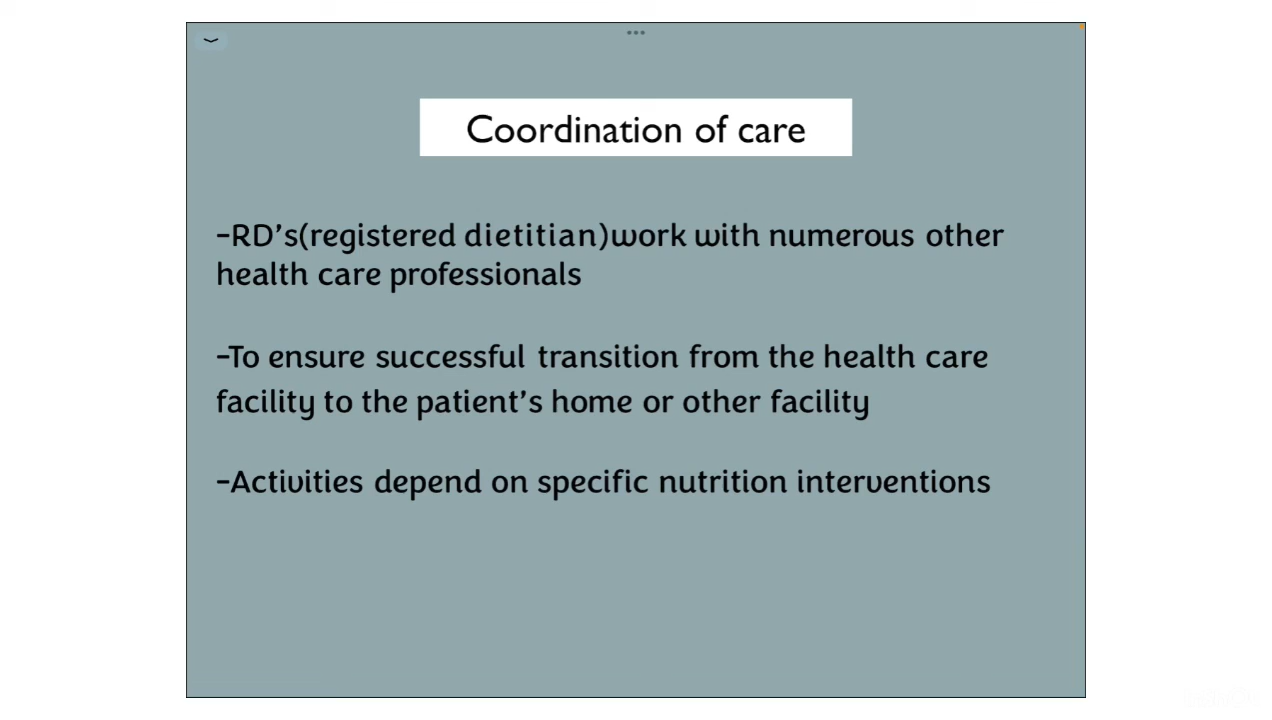 Coordination of care
-RD's(registered dietitian)work with numerous other
health care professionals
-To ensure successful transition from the health care
facility to the patient's home or other facility
-Activities depend on specific nutrition interventions